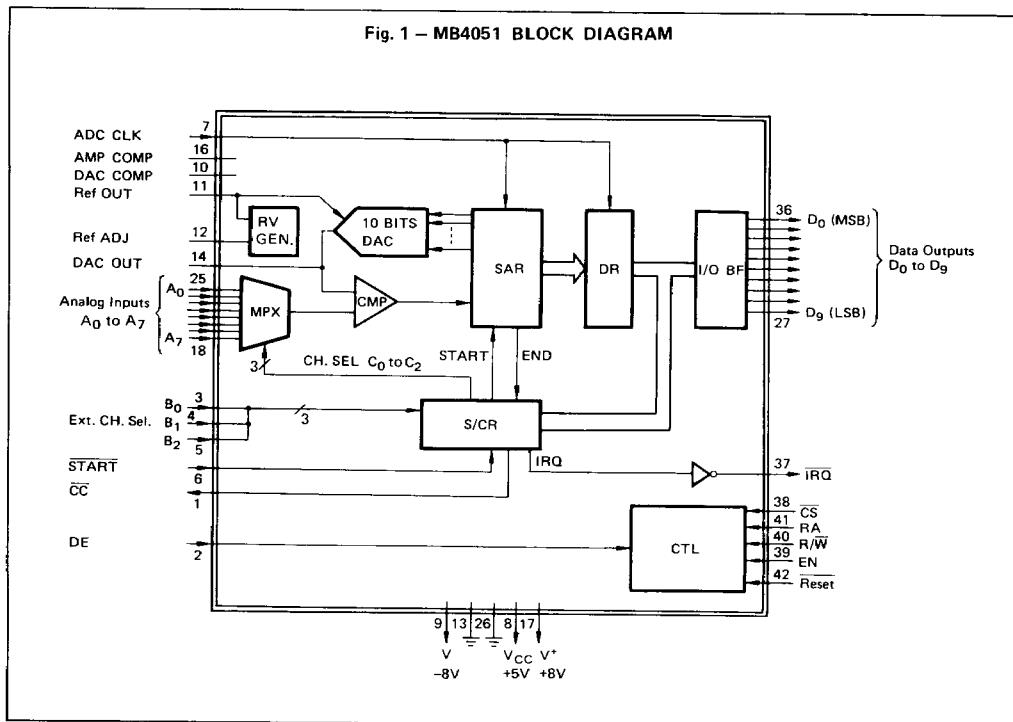 Fig. 1 – MB4051 BLOCK DIAGRAM
ADC CLK 7
AMP COMP 16
DAC COMP 10
Ref OUT 11
Ref ADJ 12
DAC OUT 14
25
Analog Inputs
A0 to A7
A0
A7
18
RV
GEN.
10 BITS
DAC
MPX
CMP
SAR
DR
I/O BF
36
D0 (MSB)
Data Outputs
D0 to D9
D9 (LSB)
27
START
END
3
CH. SEL C0 to C2
Ext. CH. Sel.
B0 3
B1 4
B2
5
3
S/CR
START
6
CC
1
IRQ
37
IRQ
DE
2
CTL
38 CS
41 RA
40 R/W
39 EN
42 Reset
9 13 26 8 17
V VCC V+
–8V +5V +8V